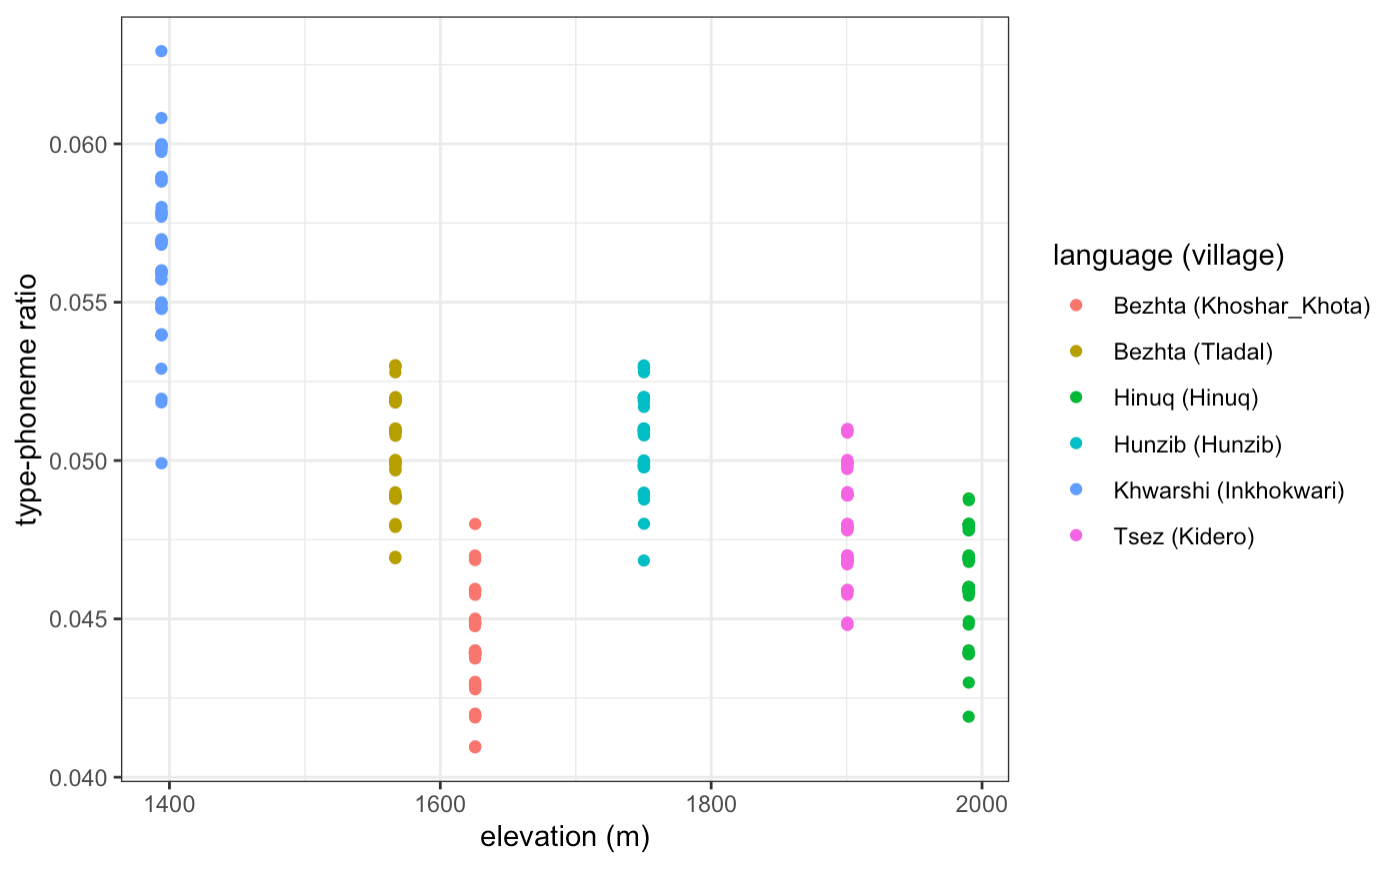 type-phoneme ratio
0.060
0.055
0.050
0.045
0.040
1400
1600
1800
2000
elevation (m)
language (village)
Bezhta (Khoshar_Khota)
Bezhta (Tladal)
Hinuq (Hinuq)
Hunzib (Hunzib)
Khwarshi (Inkhokwari)
Tsez (Kidero)